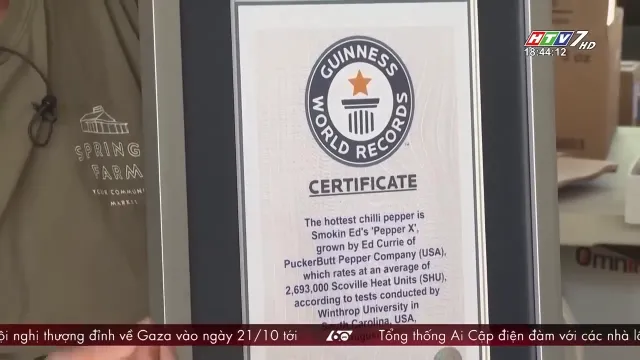 HTV7 HD
18:44:12
SPRING
FARM
YOUR COMMUNITY
MARKET
GUINNESS
WORLD RECORDS
CERTIFICATE
The hottest chilli pepper is
Smokin Ed's 'Pepper X',
grown by Ed Currie of
PuckerButt Pepper Company (USA),
which rates at an average of
2,693,000 Scoville Heat Units (SHU),
according to tests conducted by
Winthrop University in
South Carolina, USA,
Omni
nghị thượng đỉnh về Gaza vào ngày 21/10 tới
60
Tổng thống Ai Cập điện đàm với các nhà